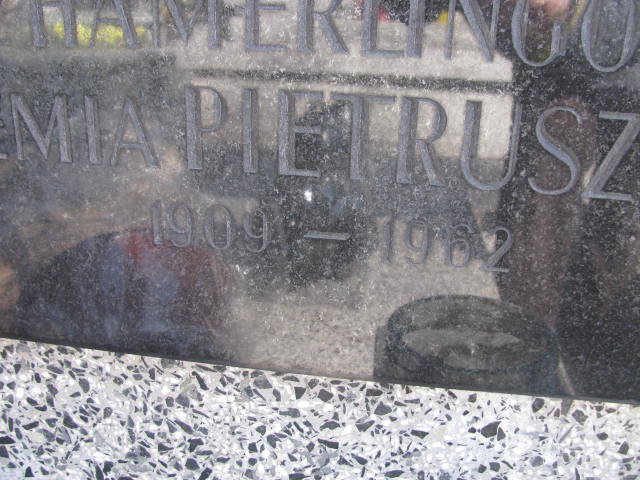 HAMERLINGO
EMIA PIETRUSZ
1909 – 1962